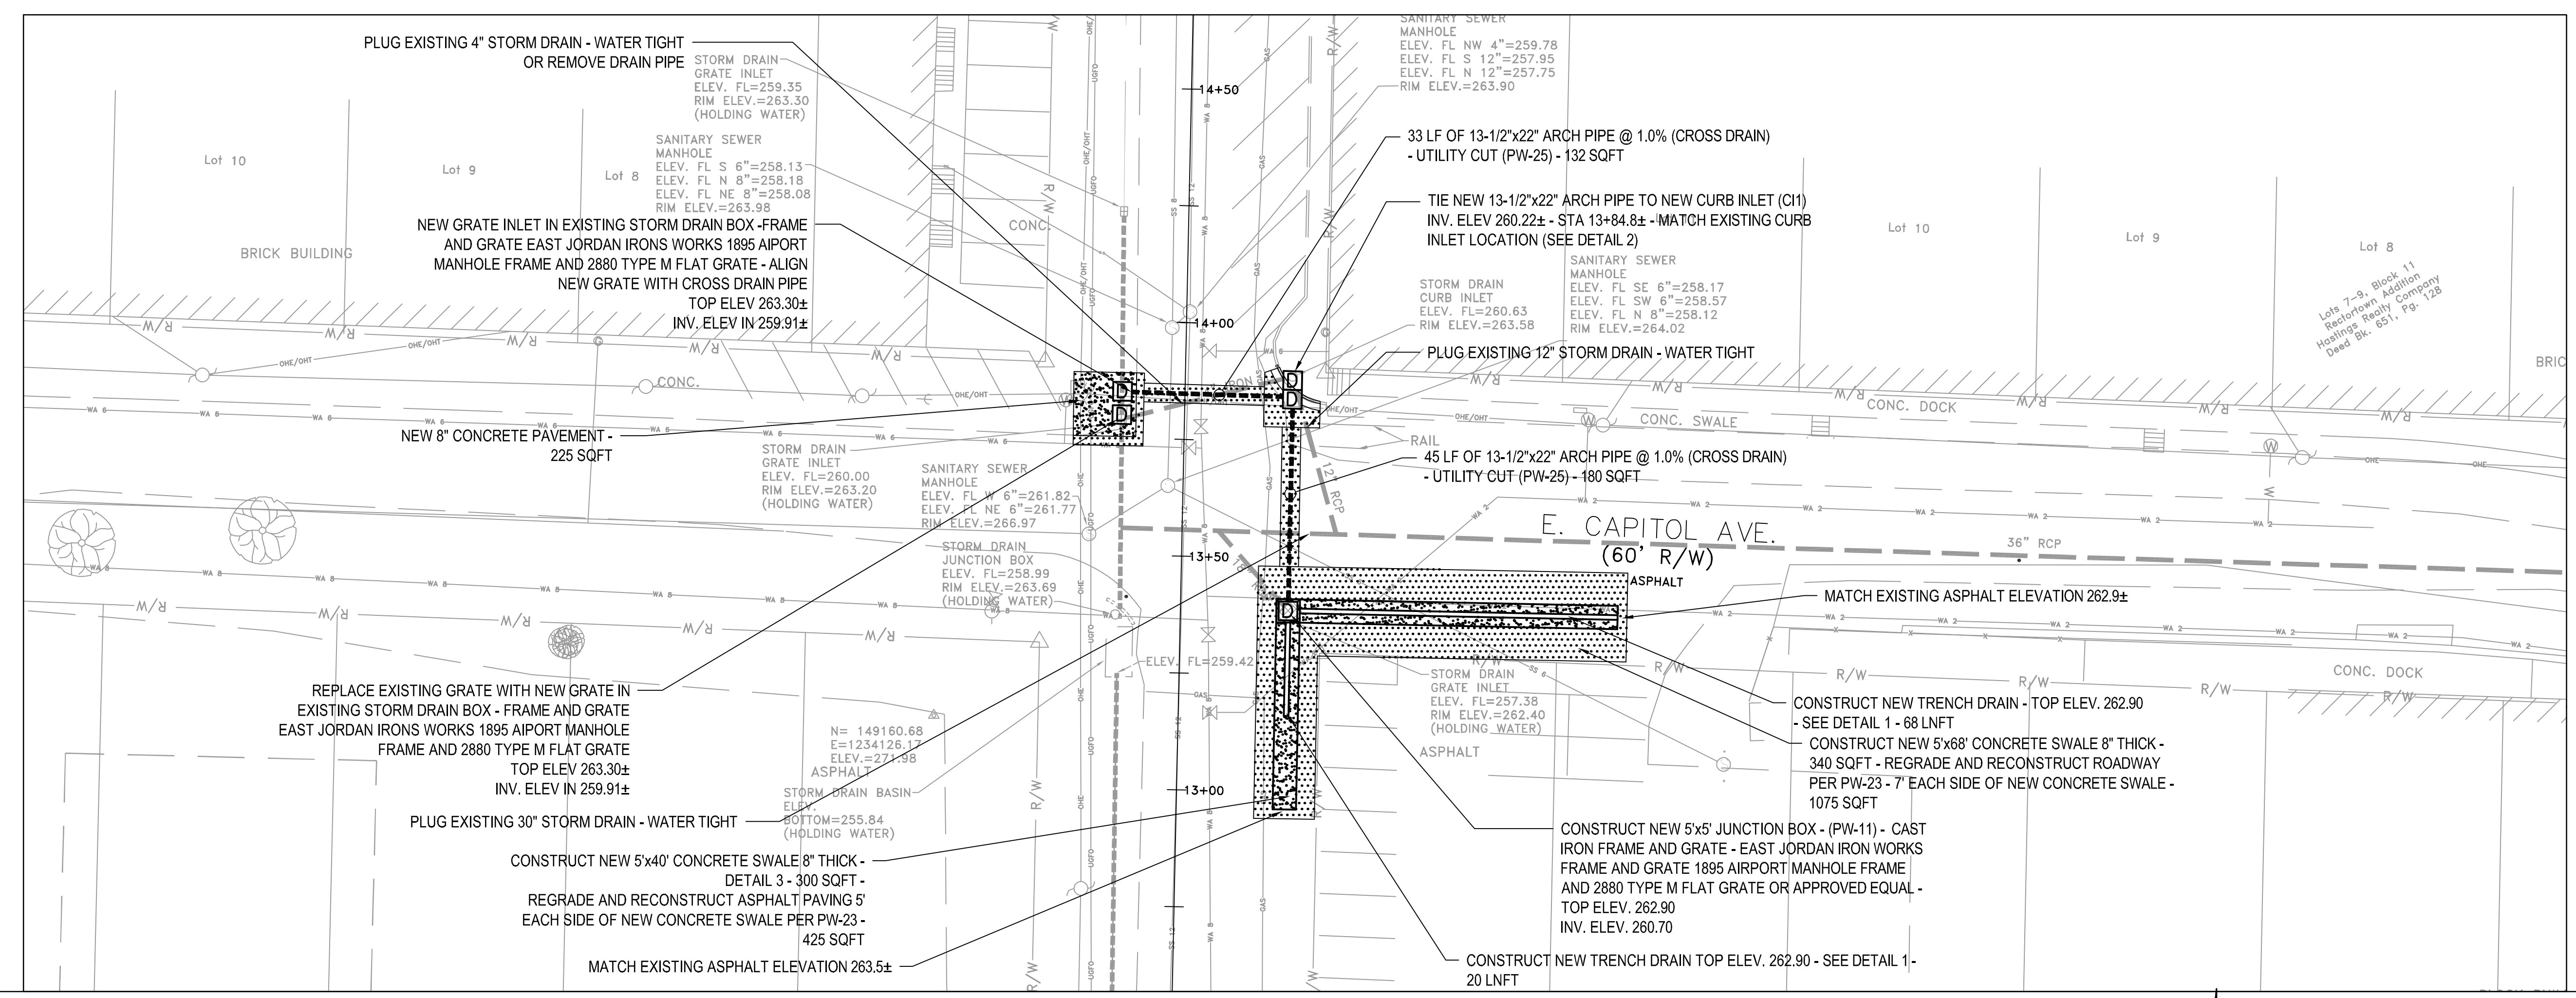 PLUG EXISTING 4" STORM DRAIN - WATER TIGHT
OR REMOVE DRAIN PIPE
STORM DRAIN
GRATE INLET
ELEV. FL=259.35
RIM ELEV.=263.30
(HOLDING WATER)
SANITARY SEWER
MANHOLE
ELEV. FL S 6"=258.13
ELEV. FL N 8"=258.18
ELEV. FL NE 8"=258.08
RIM ELEV.=263.98
NEW GRATE INLET IN EXISTING STORM DRAIN BOX -FRAME
AND GRATE EAST JORDAN IRONS WORKS 1895 AIPORT
MANHOLE FRAME AND 2880 TYPE M FLAT GRATE - ALIGN
NEW GRATE WITH CROSS DRAIN PIPE
TOP ELEV 263.30±
INV. ELEV IN 259.91±
Lot 10
Lot 9
Lot 8
BRICK BUILDING
CONC.
SANITARY SEWER
MANHOLE
ELEV. FL NW 4"=259.78
ELEV. FL S 12"=257.95
ELEV. FL N 12"=257.75
RIM ELEV.=263.90
14+50
33 LF OF 13-1/2"x22" ARCH PIPE @ 1.0% (CROSS DRAIN)
- UTILITY CUT (PW-25) - 132 SQFT
TIE NEW 13-1/2"x22" ARCH PIPE TO NEW CURB INLET (CI1)
INV. ELEV 260.22± - STA 13+84.8± - MATCH EXISTING CURB
INLET LOCATION (SEE DETAIL 2)
SANITARY SEWER
MANHOLE
ELEV. FL SE 6"=258.17
ELEV. FL SW 6"=258.57
ELEV. FL N 8"=258.12
RIM ELEV.=264.02
STORM DRAIN
CURB INLET
ELEV. FL=260.63
RIM ELEV.=263.58
14+00
PLUG EXISTING 12" STORM DRAIN - WATER TIGHT
Lot 10
Lot 9
Lot 8
Lots 7-9, Block 11
Rectortown Addition
Hastings Realty Company
Deed Bk. 651, Pg. 128
BRIC
R/W
OHE/OHT
CONC.
WA 6
CONC. DOCK
CONC. SWALE
RAIL
NEW 8" CONCRETE PAVEMENT -
225 SQFT
STORM DRAIN
GRATE INLET
ELEV. FL=260.00
RIM ELEV.=263.20
(HOLDING WATER)
SANITARY SEWER
MANHOLE
ELEV. FL W 6"=261.82
ELEV. FL NE 6"=261.77
RIM ELEV.=266.97
45 LF OF 13-1/2"x22" ARCH PIPE @ 1.0% (CROSS DRAIN)
- UTILITY CUT (PW-25) - 180 SQFT
12" RCP
WA 2
E. CAPITOL AVE.
(60' R/W)
36" RCP
ASPHALT
13+50
STORM DRAIN
JUNCTION BOX
ELEV. FL=258.99
RIM ELEV.=263.69
(HOLDING WATER)
WA 8
MATCH EXISTING ASPHALT ELEVATION 262.9±
ELEV. FL=259.42
REPLACE EXISTING GRATE WITH NEW GRATE IN
EXISTING STORM DRAIN BOX - FRAME AND GRATE
EAST JORDAN IRONS WORKS 1895 AIPORT MANHOLE
FRAME AND 2880 TYPE M FLAT GRATE
TOP ELEV 263.30±
INV. ELEV IN 259.91±
N= 149160.68
E=1234126.17
ELEV.=271.98
ASPHALT
STORM DRAIN
GRATE INLET
ELEV. FL=257.38
RIM ELEV.=262.40
(HOLDING WATER)
ASPHALT
CONC. DOCK
CONSTRUCT NEW TRENCH DRAIN - TOP ELEV. 262.90
- SEE DETAIL 1 - 68 LNFT
CONSTRUCT NEW 5'x68' CONCRETE SWALE 8" THICK -
340 SQFT - REGRADE AND RECONSTRUCT ROADWAY
PER PW-23 - 7' EACH SIDE OF NEW CONCRETE SWALE -
1075 SQFT
STORM DRAIN BASIN
ELEV.
BOTTOM=255.84
(HOLDING WATER)
13+00
PLUG EXISTING 30" STORM DRAIN - WATER TIGHT
CONSTRUCT NEW 5'x40' CONCRETE SWALE 8" THICK -
DETAIL 3 - 300 SQFT -
REGRADE AND RECONSTRUCT ASPHALT PAVING 5'
EACH SIDE OF NEW CONCRETE SWALE PER PW-23 -
425 SQFT
MATCH EXISTING ASPHALT ELEVATION 263.5±
CONSTRUCT NEW 5'x5' JUNCTION BOX - (PW-11) - CAST
IRON FRAME AND GRATE - EAST JORDAN IRON WORKS
FRAME AND GRATE 1895 AIRPORT MANHOLE FRAME
AND 2880 TYPE M FLAT GRATE OR APPROVED EQUAL -
TOP ELEV. 262.90
INV. ELEV. 260.70
CONSTRUCT NEW TRENCH DRAIN TOP ELEV. 262.90 - SEE DETAIL 1 -
20 LNFT